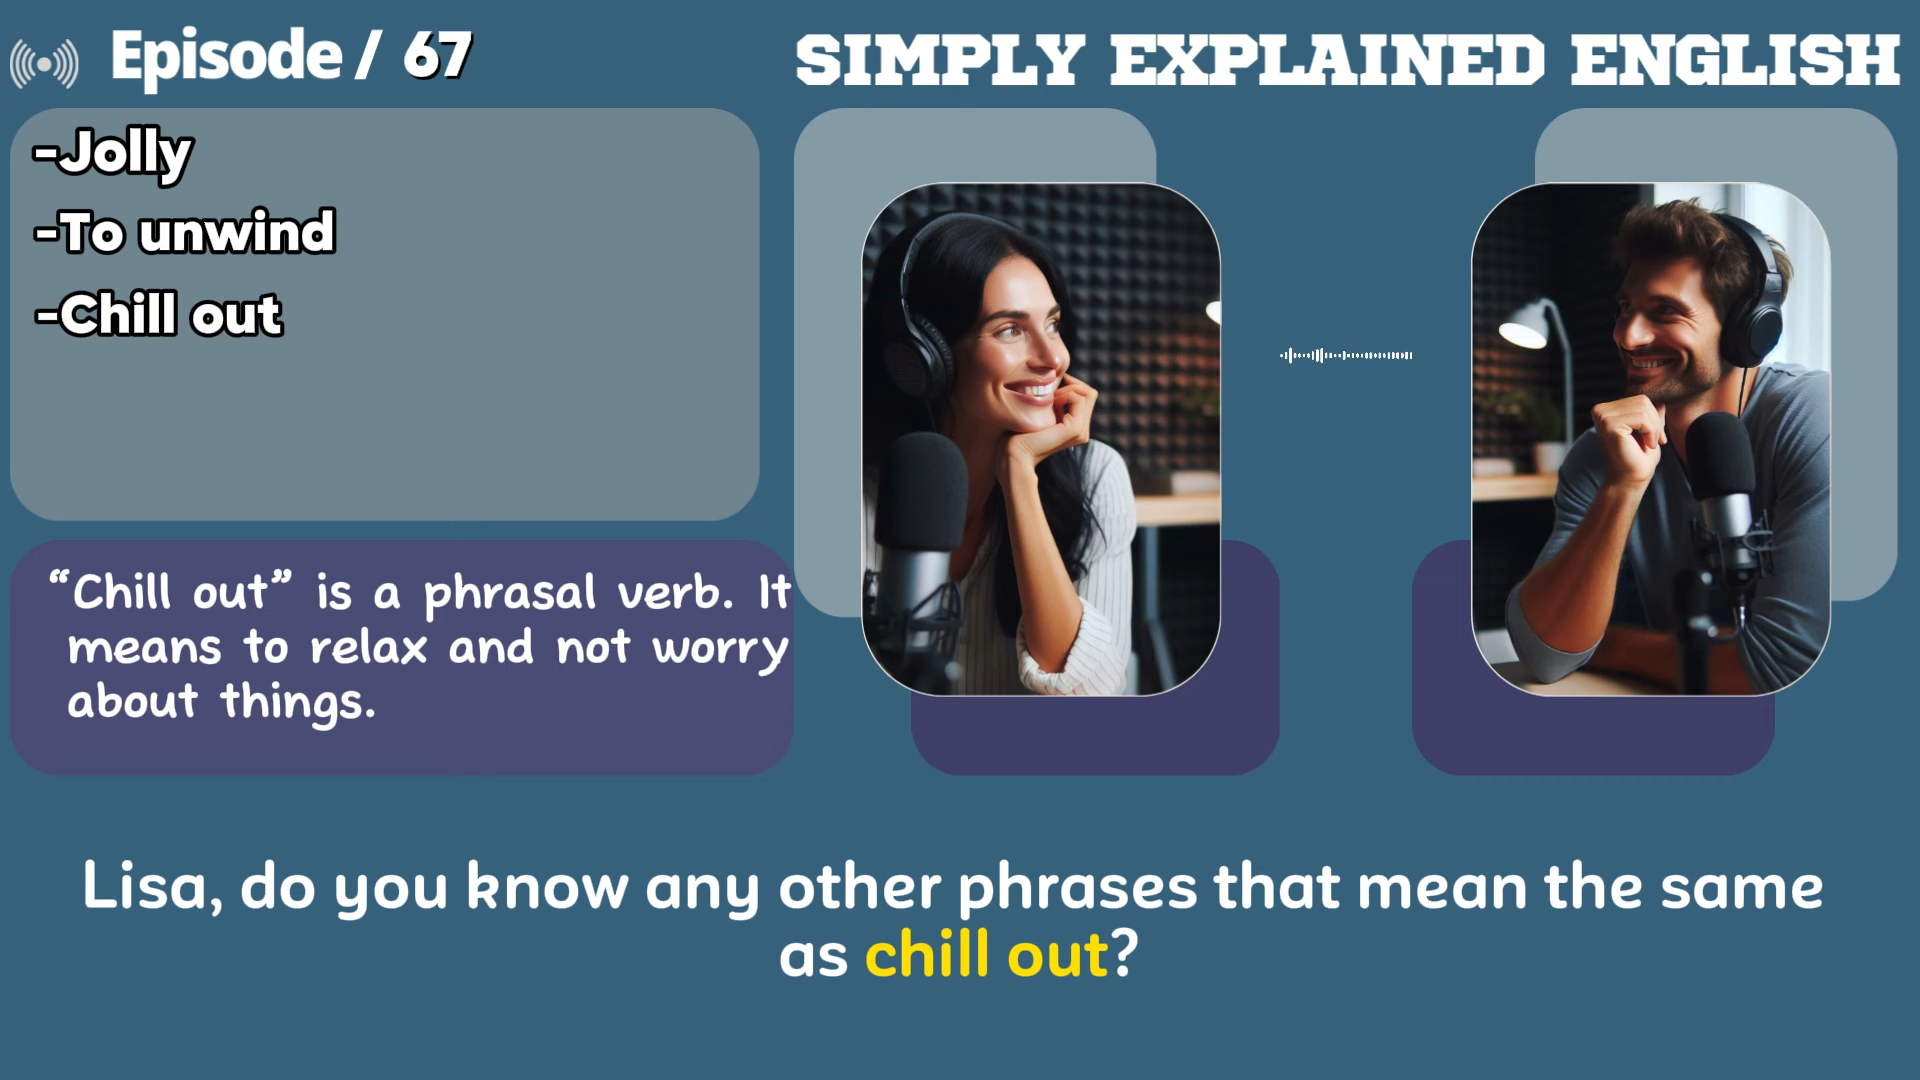 Episode / 67
SIMPLY EXPLAINED ENGLISH
-Jolly
-To unwind
-Chill out
“Chill out” is a phrasal verb. It
means to relax and not worry
about things.
Lisa, do you know any other phrases that mean the same
as chill out?